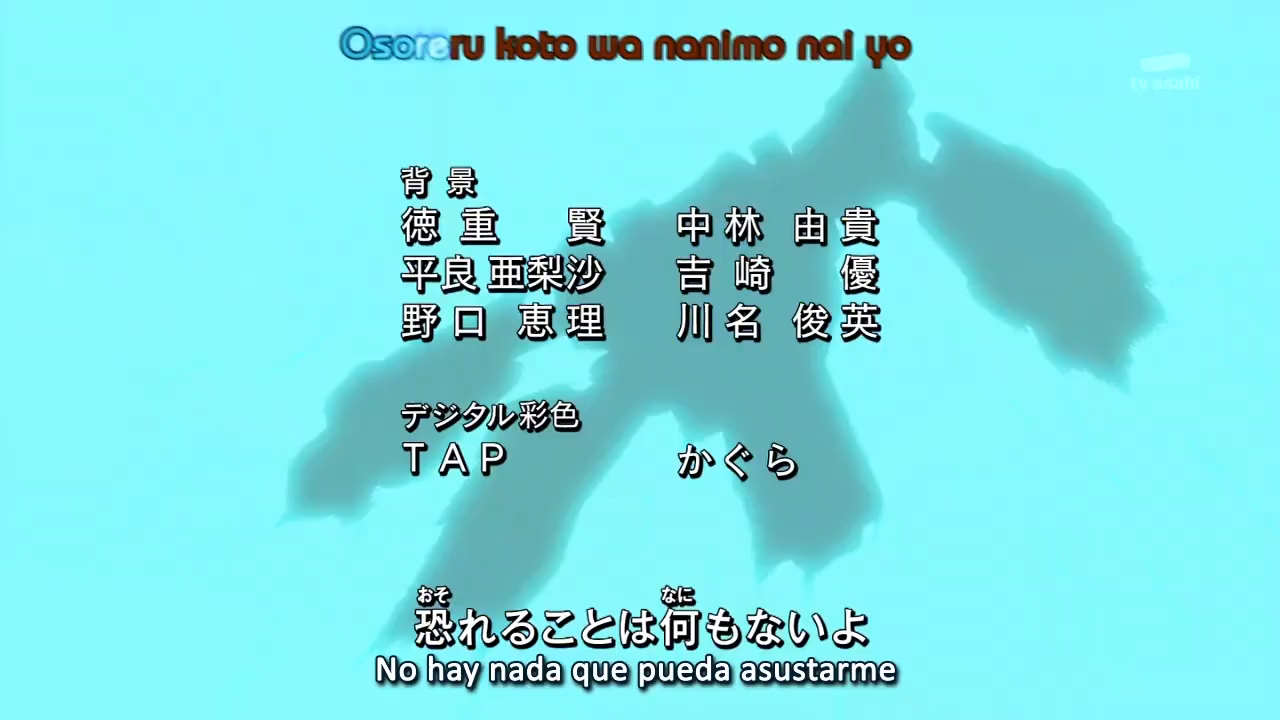 Osoreru koto wa nanimo nai yo
tv asahi
背景
徳重 賢 中林 由貴
平良 亜梨沙 吉崎 優
野口 恵理 川名 俊英
デジタル彩色
TAP かぐら
おそ なに
恐れることは何もないよ
No hay nada que pueda asustarme